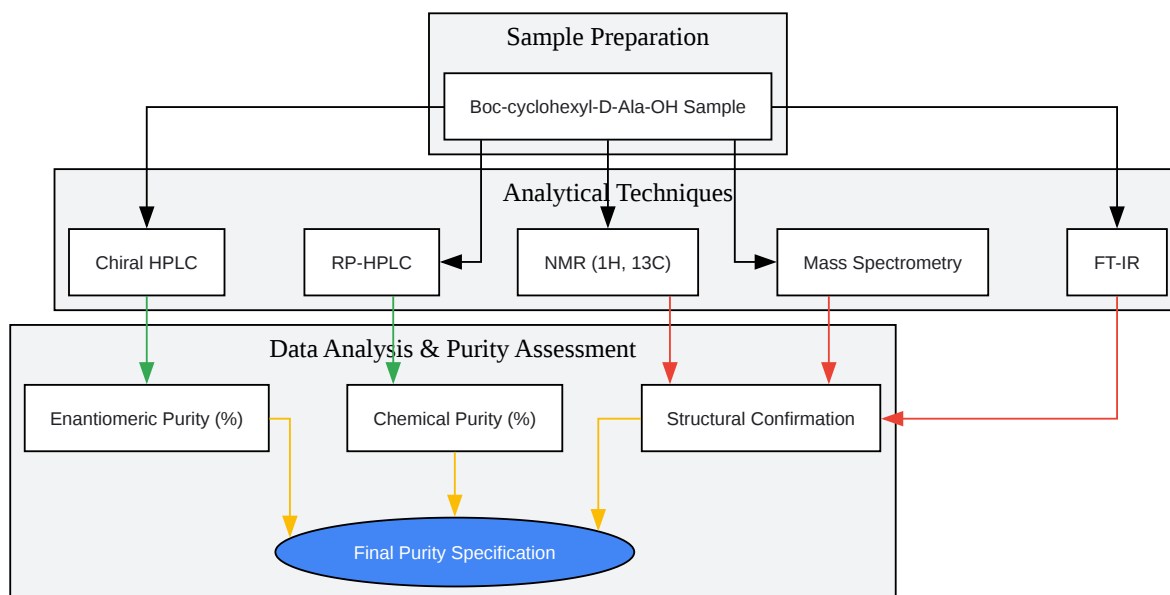 Sample Preparation
Boc-cyclohexyl-D-Ala-OH Sample
Analytical Techniques
Chiral HPLC
RP-HPLC
NMR (1H, 13C)
Mass Spectrometry
FT-IR
Data Analysis & Purity Assessment
Enantiomeric Purity (%)
Chemical Purity (%)
Structural Confirmation
Final Purity Specification